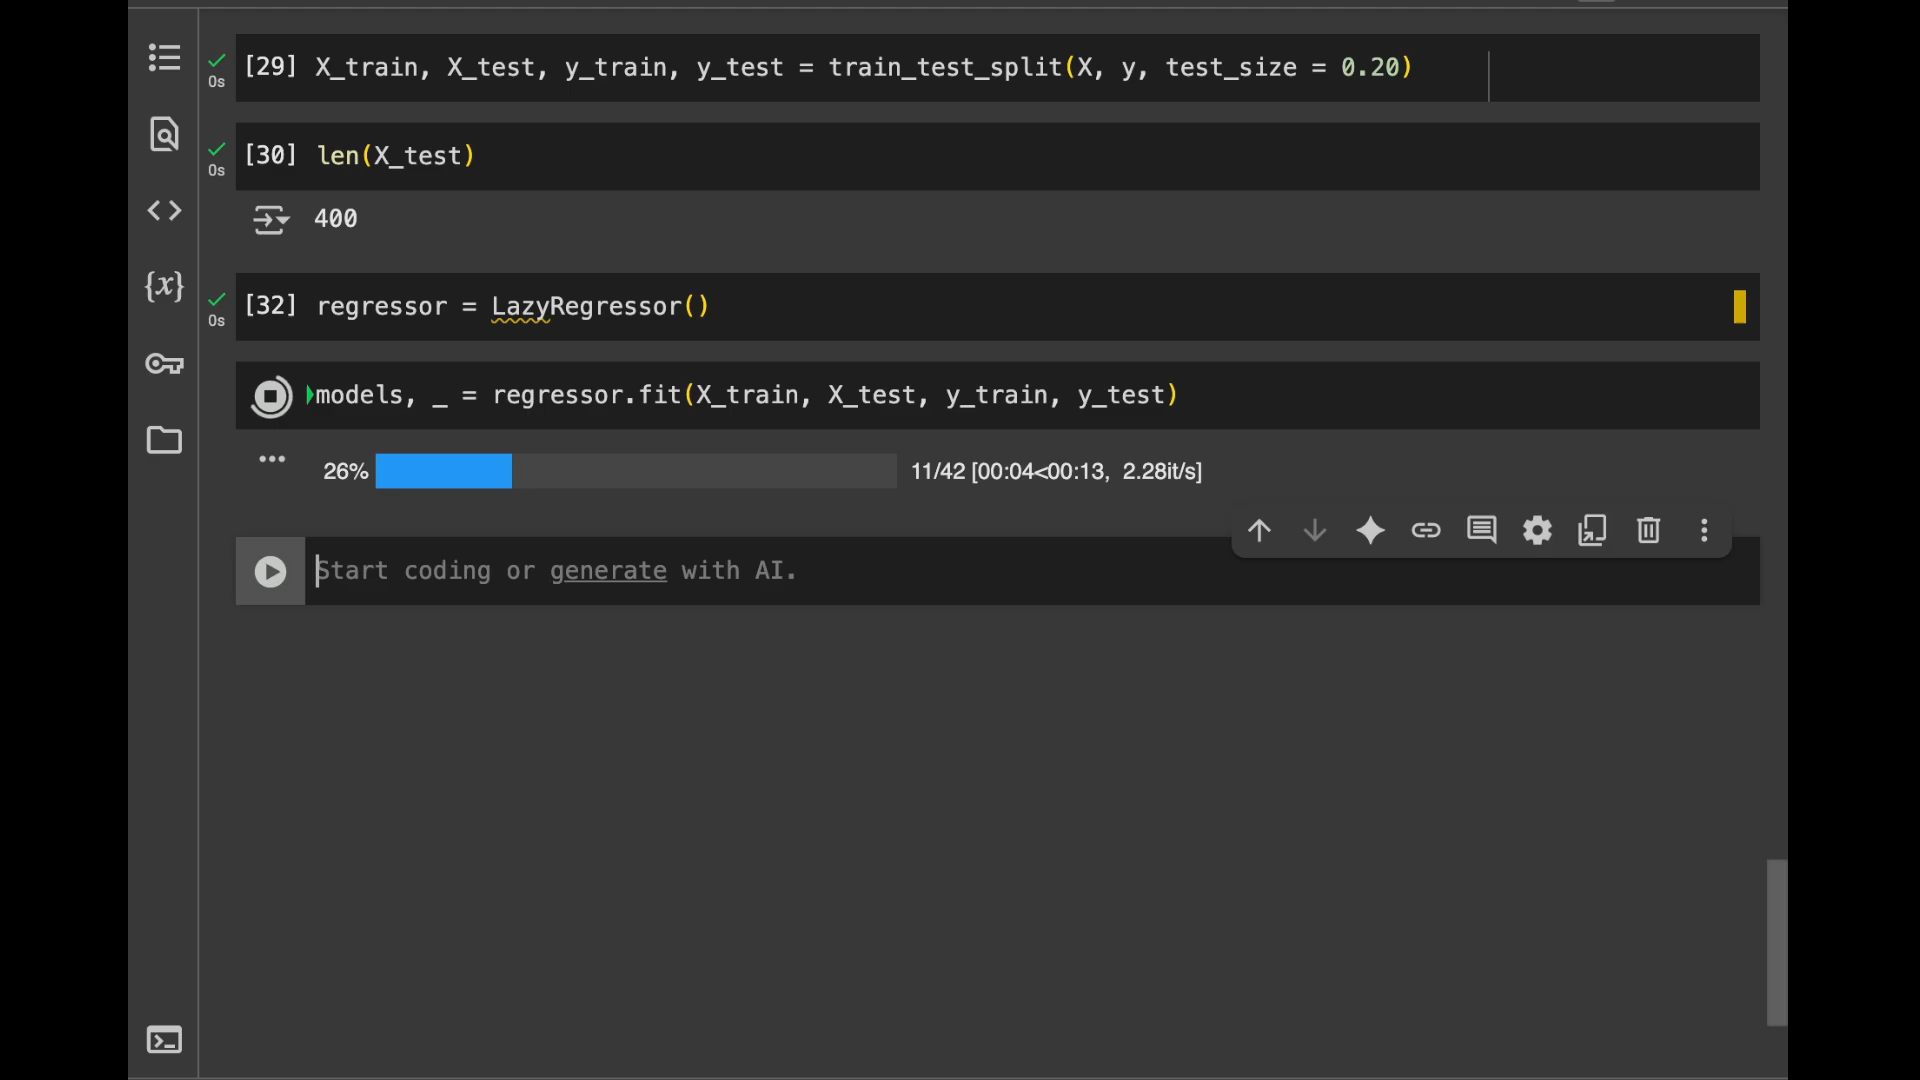 0s
[29] X_train, X_test, y_train, y_test = train_test_split(X, y, test_size = 0.20)
0s
[30] len(X_test)
400
{x}
0s
[32] regressor = LazyRegressor()
models, _ = regressor.fit(X_train, X_test, y_train, y_test)
26% 11/42 [00:04<00:13, 2.28it/s]
Start coding or generate with AI.